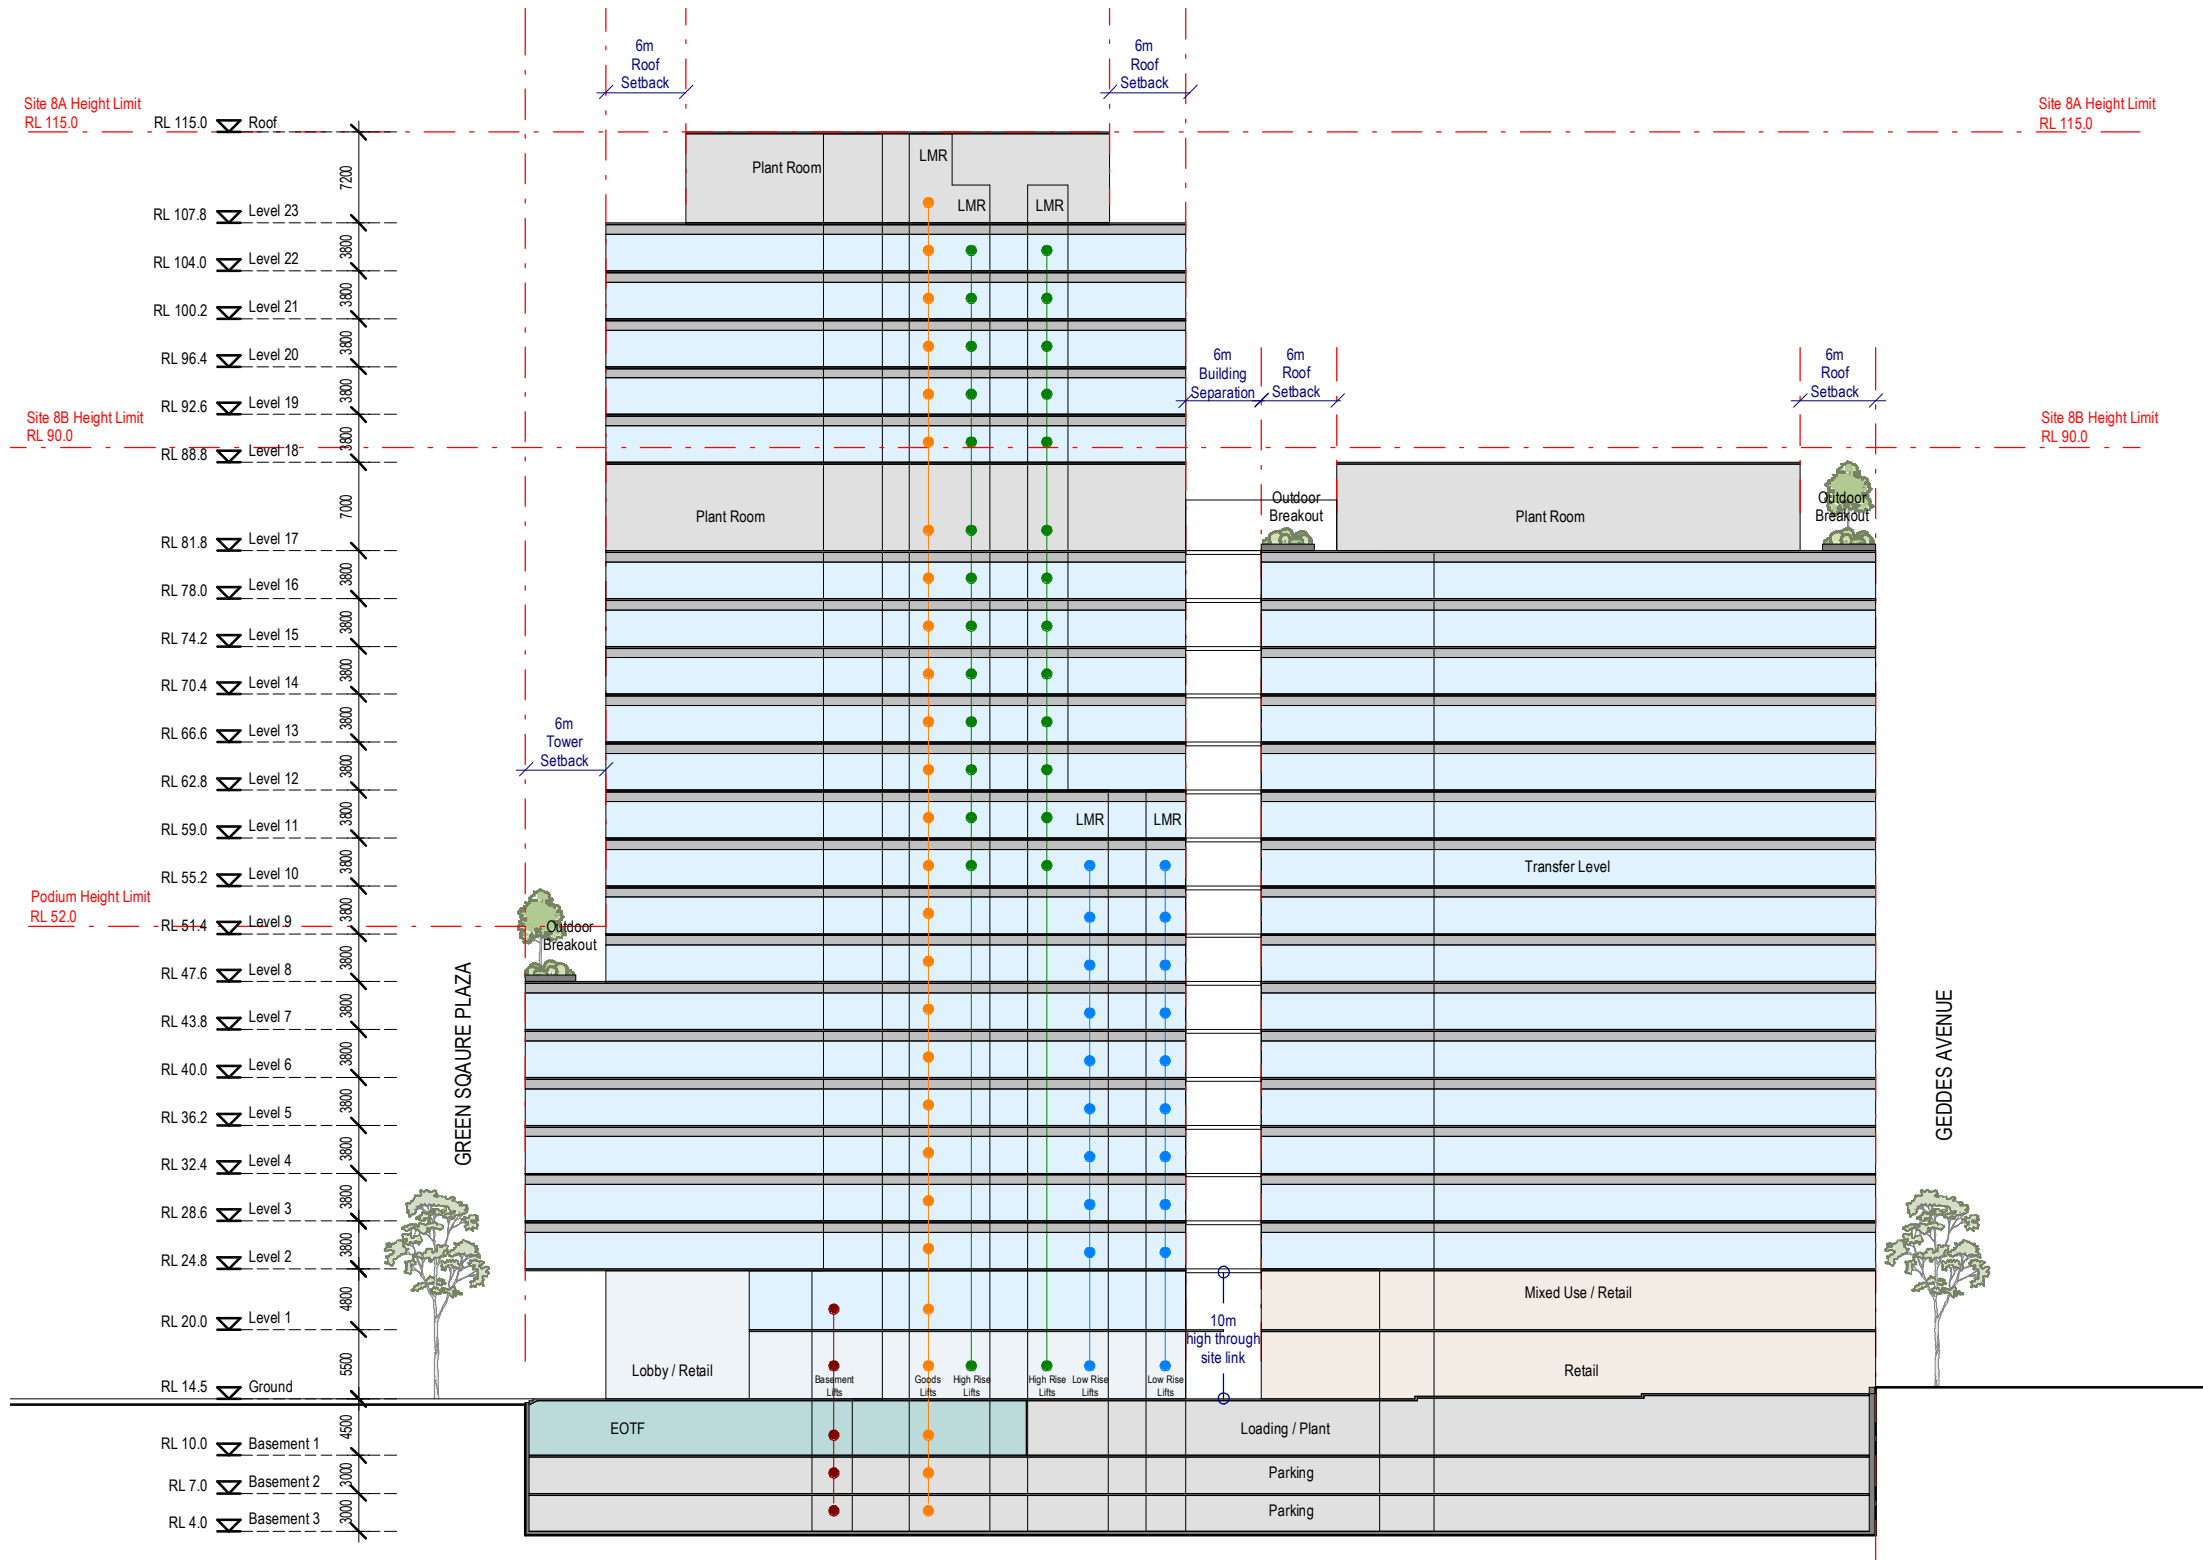 6m
Roof
Setback
6m
Roof
Setback
Site 8A Height Limit
RL 115.0
Site 8A Height Limit
RL 115.0
RL 115.0 Roof
7200
Plant Room
LMR
LMR
LMR
RL 107.8 Level 23
3800
RL 104.0 Level 22
3800
RL 100.2 Level 21
3800
RL 96.4 Level 20
3800
RL 92.6 Level 19
3800
RL 88.8 Level 18
6m
Building
Separation
6m
Roof
Setback
6m
Roof
Setback
Site 8B Height Limit
RL 90.0
Site 8B Height Limit
RL 90.0
7000
Plant Room
Outdoor
Breakout
Plant Room
Outdoor
Breakout
RL 81.8 Level 17
3800
RL 78.0 Level 16
3800
RL 74.2 Level 15
3800
RL 70.4 Level 14
3800
RL 66.6 Level 13
3800
6m
Tower
Setback
RL 62.8 Level 12
3800
RL 59.0 Level 11
LMR
LMR
3800
RL 55.2 Level 10
Transfer Level
3800
Podium Height Limit
RL 52.0
RL 51.4 Level 9
Outdoor
Breakout
3800
RL 47.6 Level 8
3800
RL 43.8 Level 7
3800
RL 40.0 Level 6
3800
RL 36.2 Level 5
3800
RL 32.4 Level 4
3800
RL 28.6 Level 3
3800
RL 24.8 Level 2
GREEN SQAURE PLAZA
GEDDES AVENUE
4800
Mixed Use / Retail
RL 20.0 Level 1
10m
high through
site link
5500
Lobby / Retail
Retail
Basement
Lifts
Goods
Lifts
High Rise
Lifts
High Rise
Lifts
Low Rise
Lifts
Low Rise
Lifts
RL 14.5 Ground
4500
EOTF
Loading / Plant
RL 10.0 Basement 1
3000
Parking
RL 7.0 Basement 2
3000
Parking
RL 4.0 Basement 3